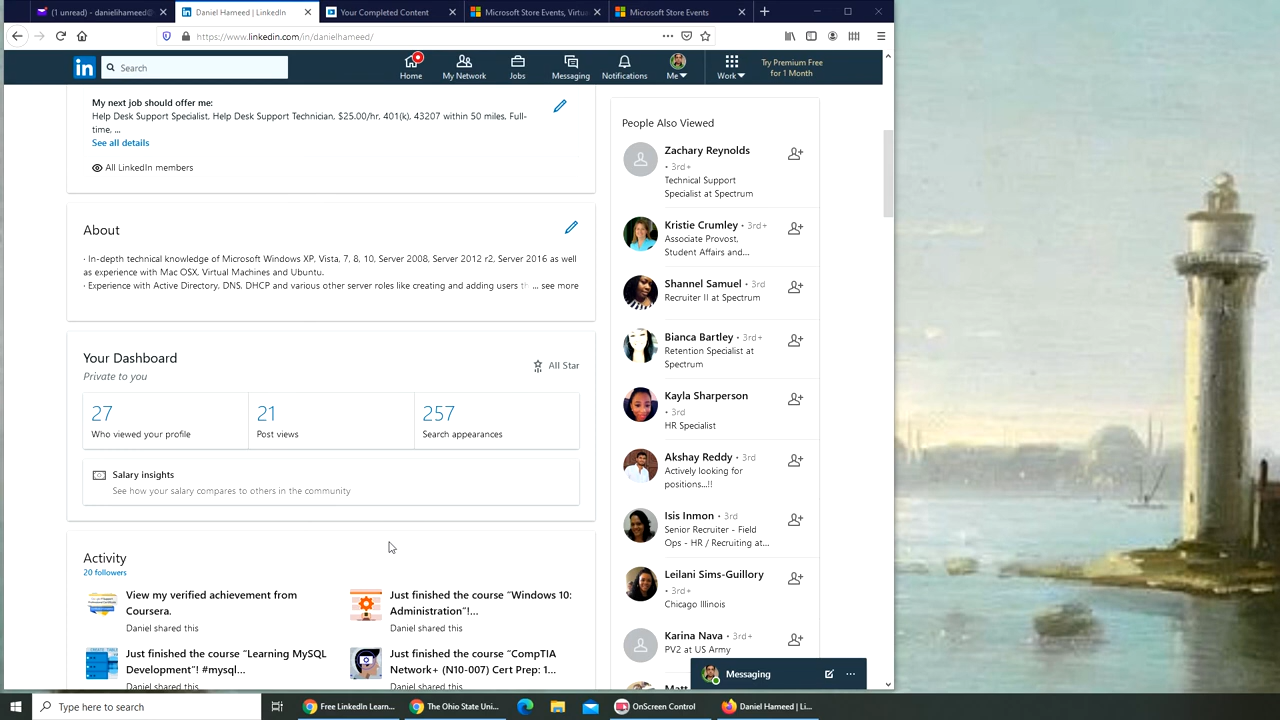 (1 unread) - danielihameed@
Daniel Hameed | LinkedIn
Your Completed Content
Microsoft Store Events, Virtu
Microsoft Store Events
https://www.linkedin.com/in/danielhameed/
in
Search
Home
My Network
Jobs
Messaging
Notifications
Me
Work
Try Premium Free
for 1 Month
My next job should offer me:
Help Desk Support Specialist, Help Desk Support Technician, $25.00/hr, 401(k), 43207 within 50 miles, Full-
time, ...
See all details
All LinkedIn members
About
· In-depth technical knowledge of Microsoft Windows XP, Vista, 7, 8, 10, Server 2008, Server 2012 r2, Server 2016 as well
as experience with Mac OSX, Virtual Machines and Ubuntu.
· Experience with Active Directory, DNS, DHCP and various other server roles like creating and adding users th ... see more
Your Dashboard
Private to you
All Star
27
Who viewed your profile
21
Post views
257
Search appearances
Salary insights
See how your salary compares to others in the community
Activity
20 followers
View my verified achievement from
Coursera.
Daniel shared this
Just finished the course “Windows 10:
Administration”!...
Daniel shared this
Just finished the course “Learning MySQL
Development”! #mysql...
Daniel shared this
Just finished the course “CompTIA
Network+ (N10-007) Cert Prep: 1...
Daniel shared this
People Also Viewed
Zachary Reynolds
• 3rd+
Technical Support
Specialist at Spectrum
Kristie Crumley • 3rd+
Associate Provost,
Student Affairs and...
Shannel Samuel • 3rd
Recruiter II at Spectrum
Bianca Bartley • 3rd+
Retention Specialist at
Spectrum
Kayla Sharperson
• 3rd
HR Specialist
Akshay Reddy • 3rd
Actively looking for
positions...!!
Isis Inmon • 3rd
Senior Recruiter - Field
Ops - HR / Recruiting at...
Leilani Sims-Guillory
• 3rd+
Chicago Illinois
Karina Nava • 3rd+
PV2 at US Army
Matt
Messaging
Type here to search
Free LinkedIn Learn...
The Ohio State Uni...
OnScreen Control
Daniel Hameed | Li...